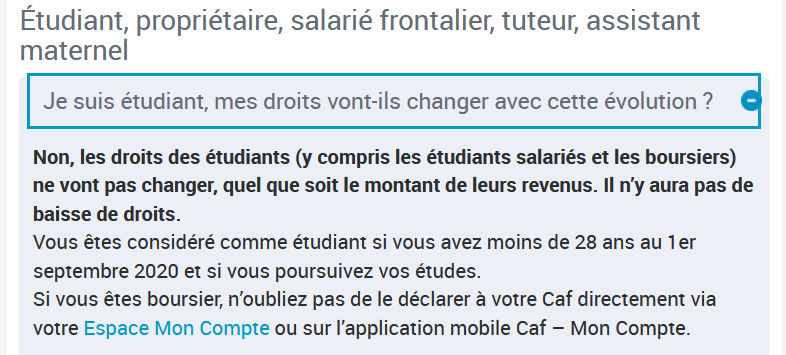 Étudiant, propriétaire, salarié frontalier, tuteur, assistant
maternel
Je suis étudiant, mes droits vont-ils changer avec cette évolution ?
Non, les droits des étudiants (y compris les étudiants salariés et les boursiers)
ne vont pas changer, quel que soit le montant de leurs revenus. Il n’y aura pas de
baisse de droits.
Vous êtes considéré comme étudiant si vous avez moins de 28 ans au 1er
septembre 2020 et si vous poursuivez vos études.
Si vous êtes boursier, n’oubliez pas de le déclarer à votre Caf directement via
votre Espace Mon Compte ou sur l’application mobile Caf – Mon Compte.